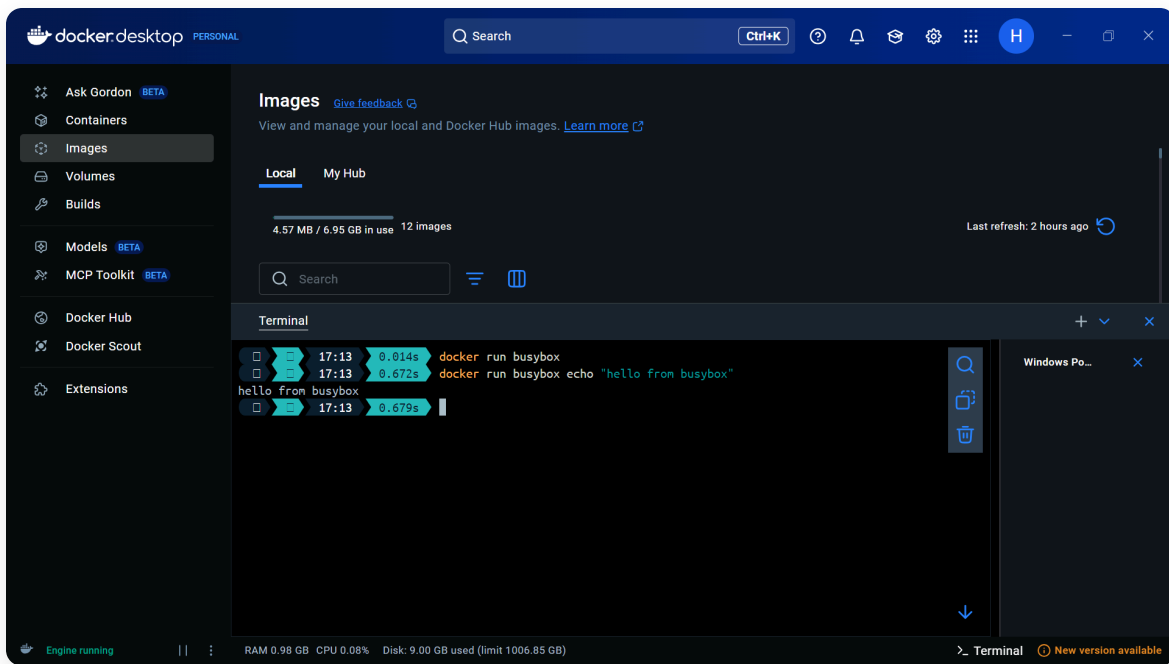 docker.desktop PERSONAL
Search
Ctrl+K
H
Ask Gordon BETA
Containers
Images
Volumes
Builds
Models BETA
MCP Toolkit BETA
Docker Hub
Docker Scout
Extensions
Images Give feedback
View and manage your local and Docker Hub images. Learn more
Local My Hub
4.57 MB / 6.95 GB in use 12 images
Last refresh: 2 hours ago
Search
Terminal
17:13 0.014s docker run busybox
17:13 0.672s docker run busybox echo "hello from busybox"
hello from busybox
17:13 0.679s
Windows Po...
Engine running
RAM 0.98 GB CPU 0.08% Disk: 9.00 GB used (limit 1006.85 GB)
Terminal
New version available